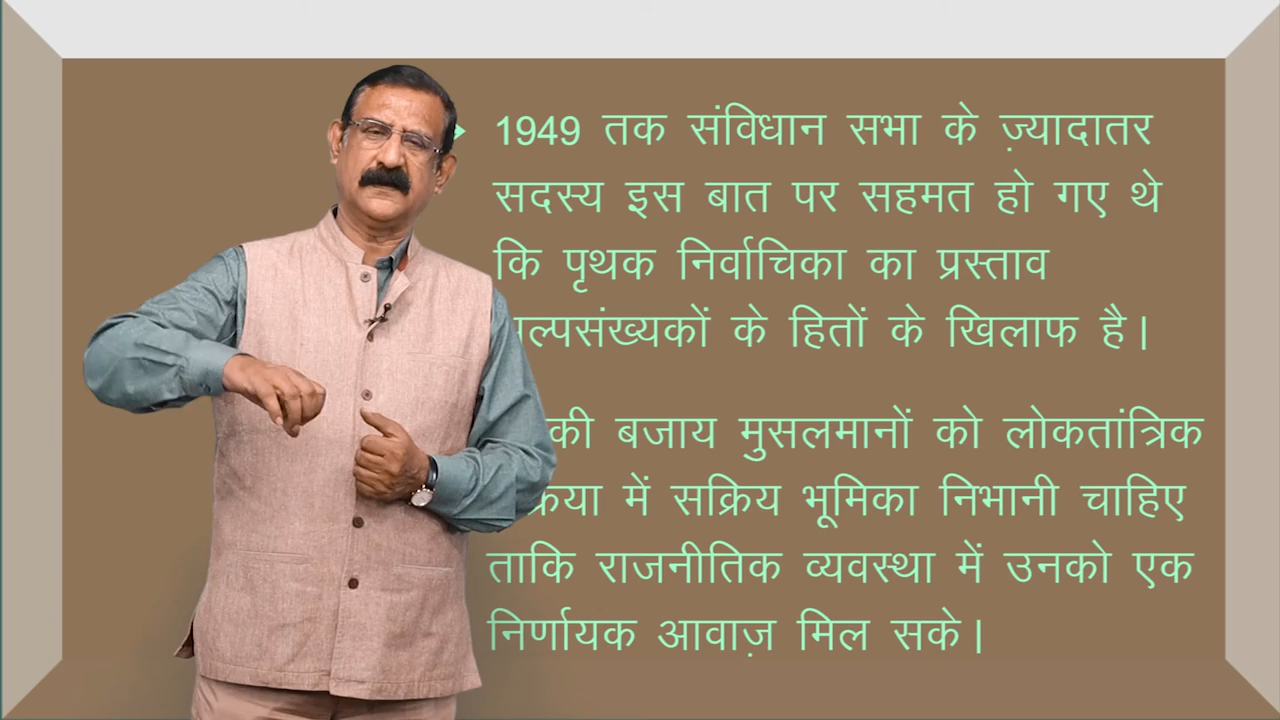 1949 तक संविधान सभा के ज़्यादातर
सदस्य इस बात पर सहमत हो गए थे
कि पृथक निर्वाचिका का प्रस्ताव
के हितों के खिलाफ है।
बजाय मुसलमानों को लोकतांत्रिक
में सक्रिय भूमिका निभानी चाहिए
ताकि राजनीतिक व्यवस्था में उनको एक
निर्णायक आवाज़ मिल सके।